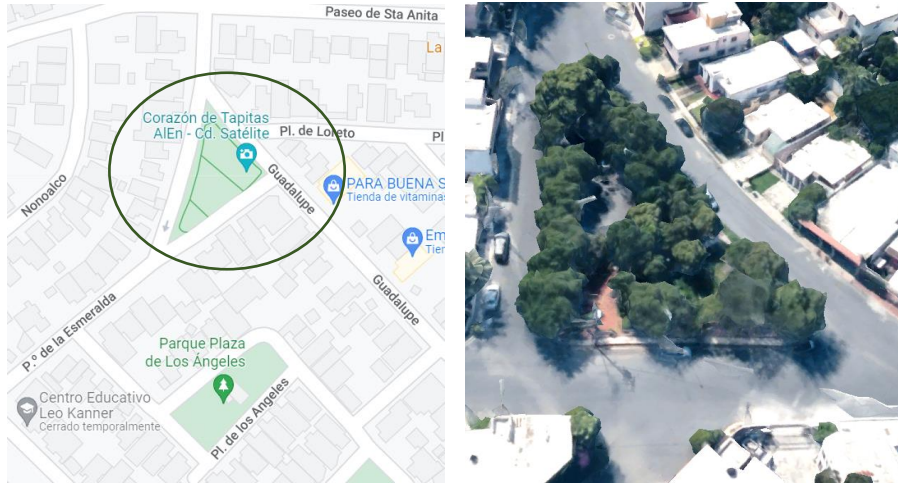 Paseo de Sta Anita
La
Corazón de Tapitas
AlEn - Cd. Satélite
Pl. de Loreto
Pl
Nonoalco
Guadalupe
PARA BUENA S
Tienda de vitaminas
Em
Tien
Guadalupe
P.º de la Esmeralda
Parque Plaza
de Los Ángeles
Centro Educativo
Leo Kanner
Cerrado temporalmente
Pl. de los Angeles